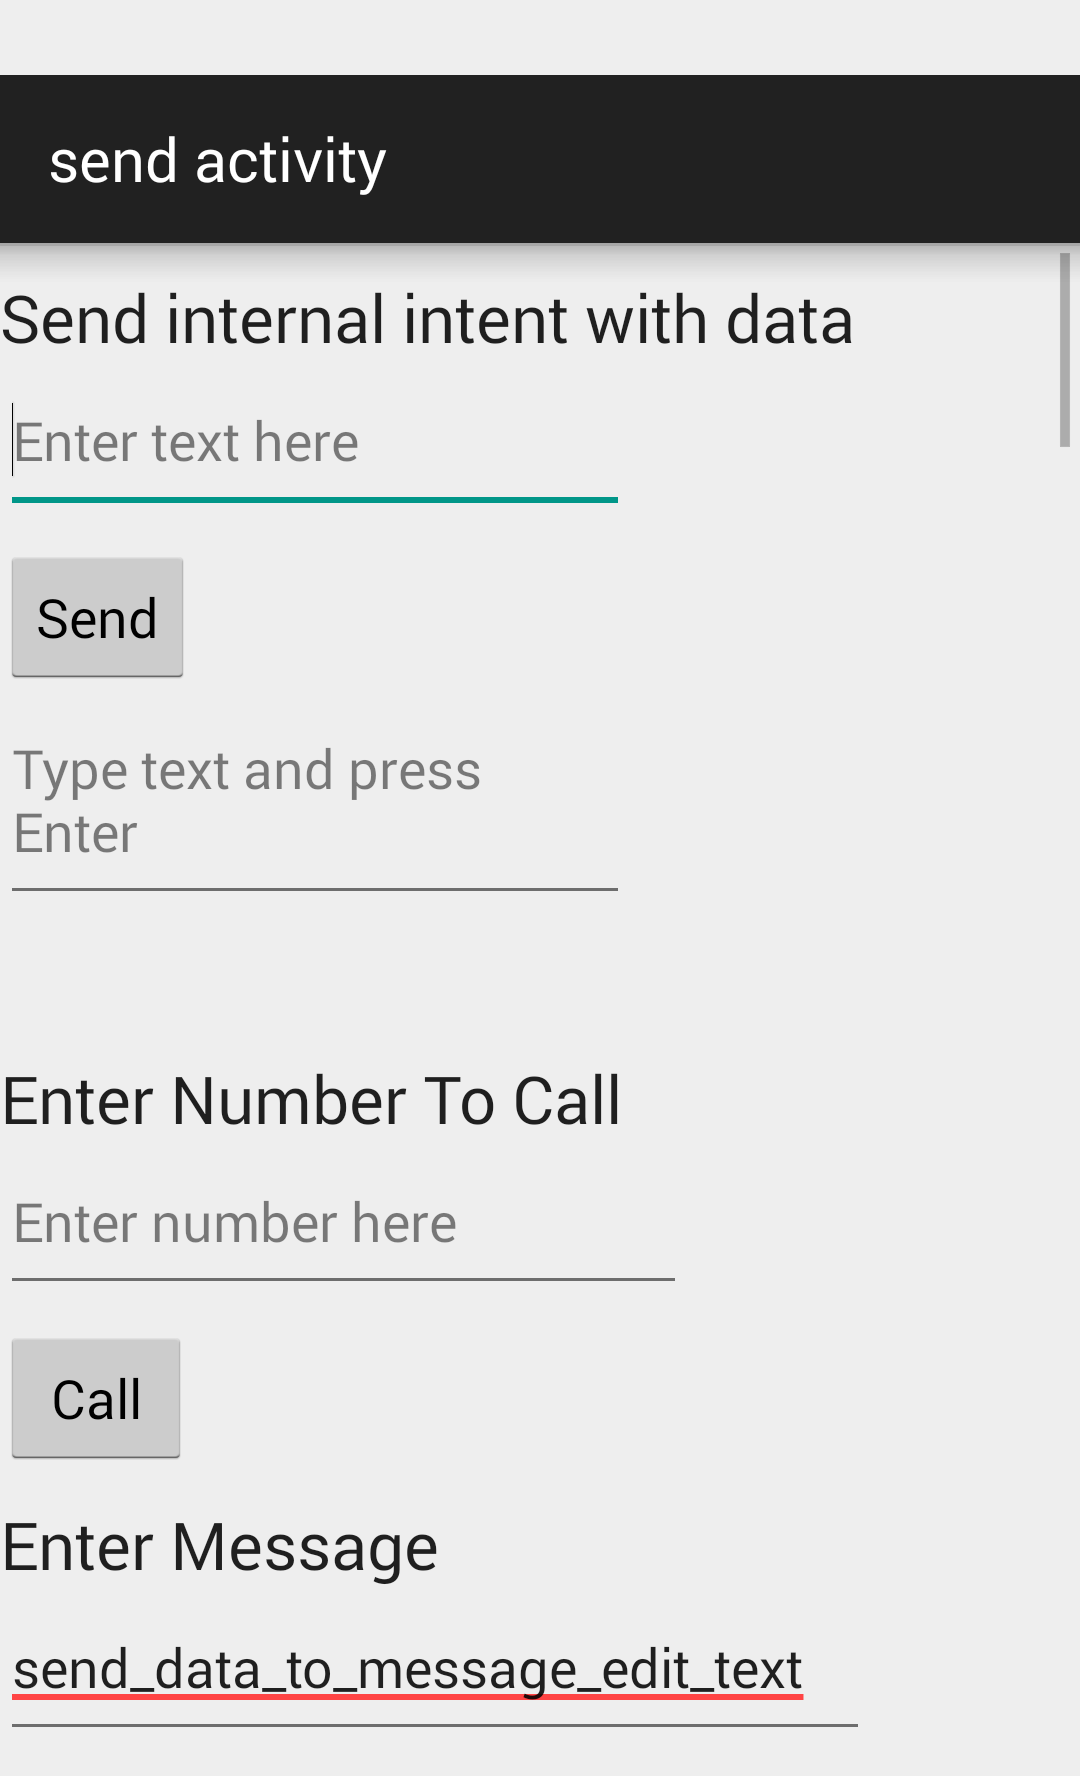 send activity
Send internal intent with data
Enter text here
Send
Type text and press
Enter
Enter Number To Call
Enter number here
Call
Enter Message
send_data_to_message_edit_text